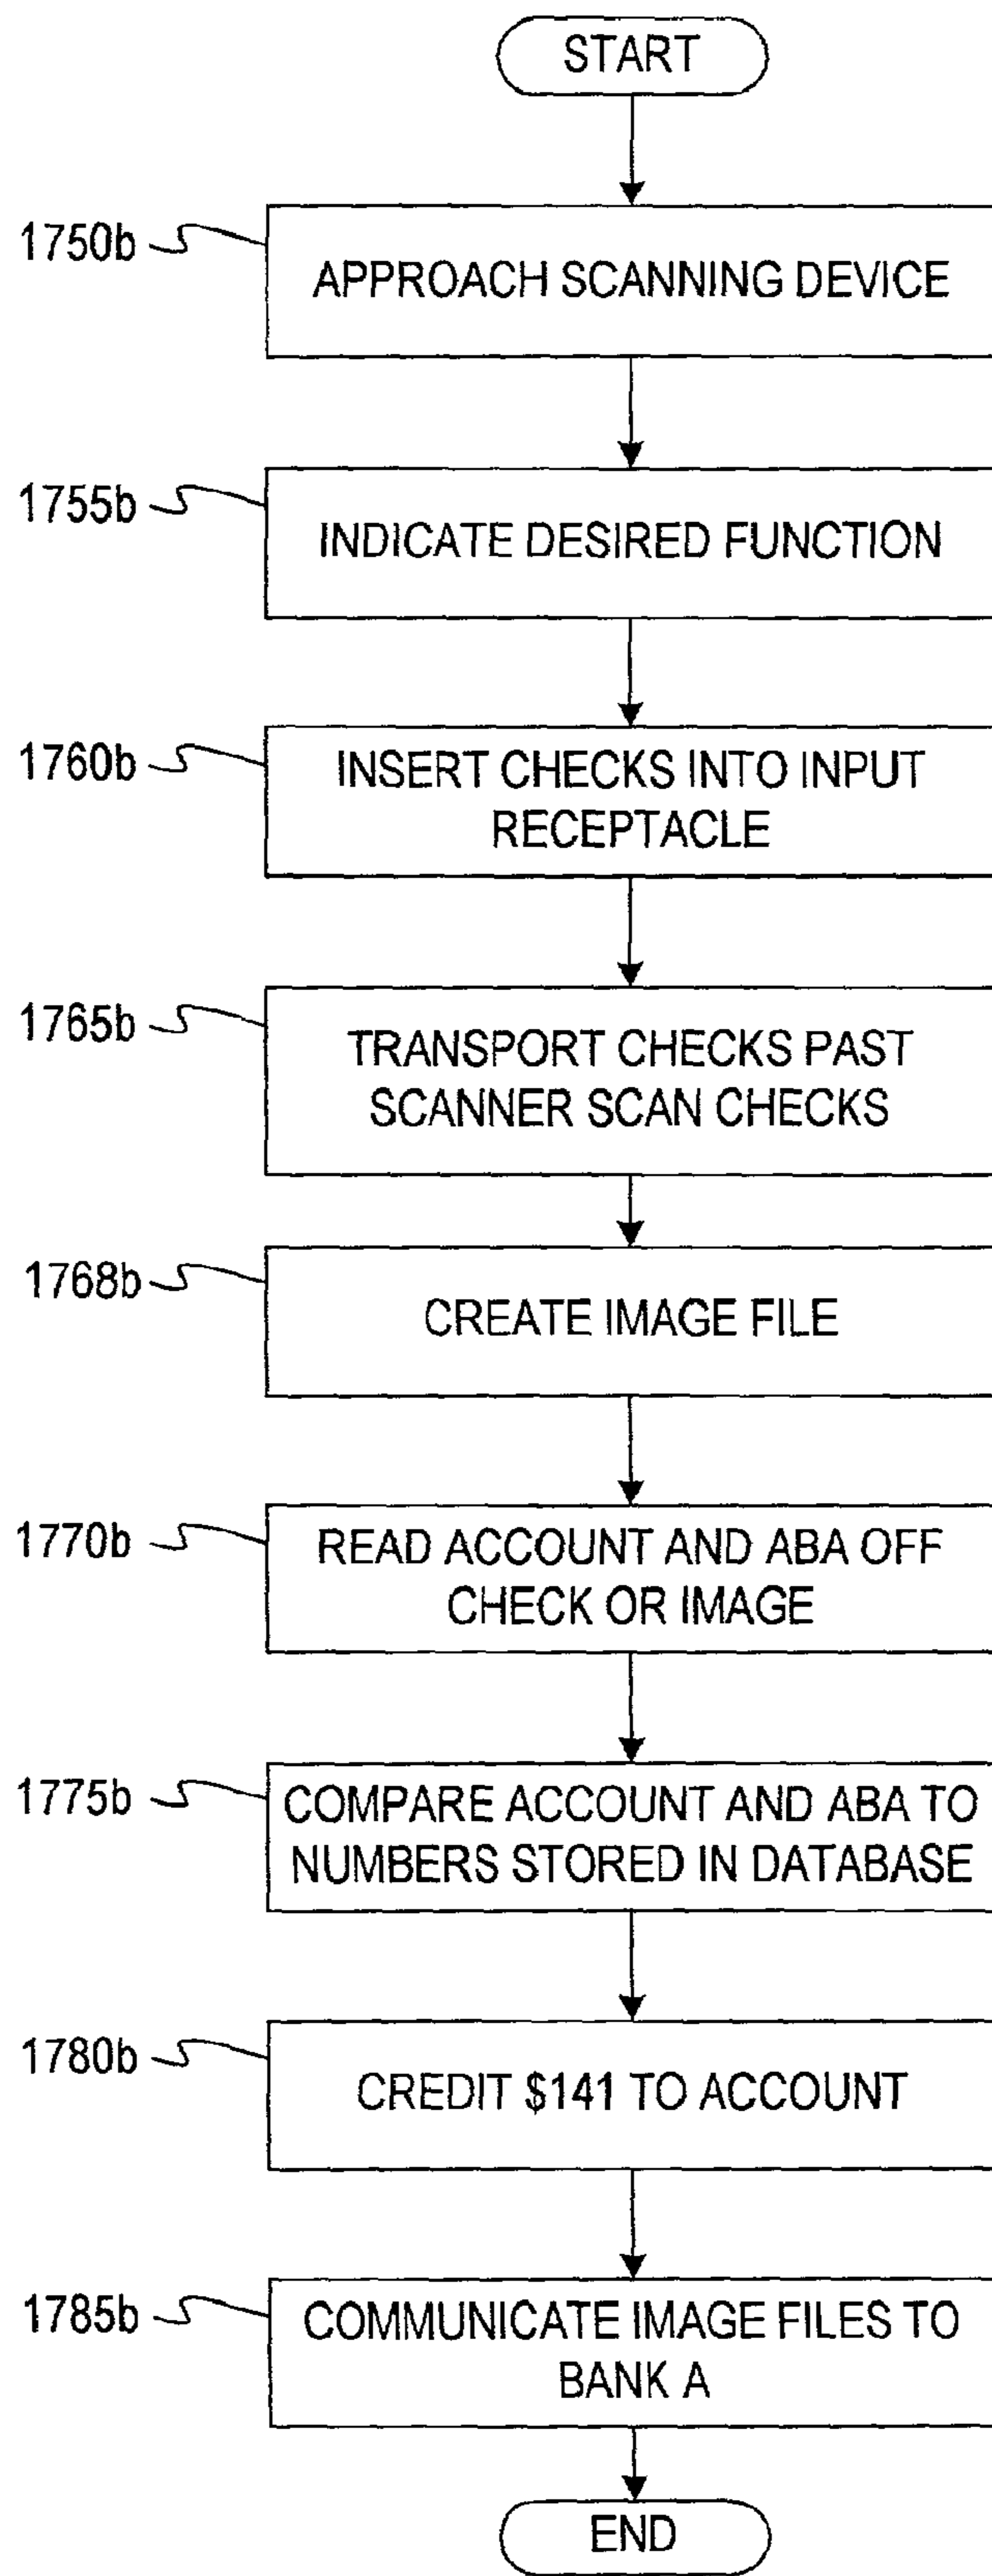 START
1750b
APPROACH SCANNING DEVICE
1755b
INDICATE DESIRED FUNCTION
1760b
INSERT CHECKS INTO INPUT
RECEPTACLE
1765b
TRANSPORT CHECKS PAST
SCANNER SCAN CHECKS
1768b
CREATE IMAGE FILE
1770b
READ ACCOUNT AND ABA OFF
CHECK OR IMAGE
1775b
COMPARE ACCOUNT AND ABA TO
NUMBERS STORED IN DATABASE
1780b
CREDIT $141 TO ACCOUNT
1785b
COMMUNICATE IMAGE FILES TO
BANK A
END